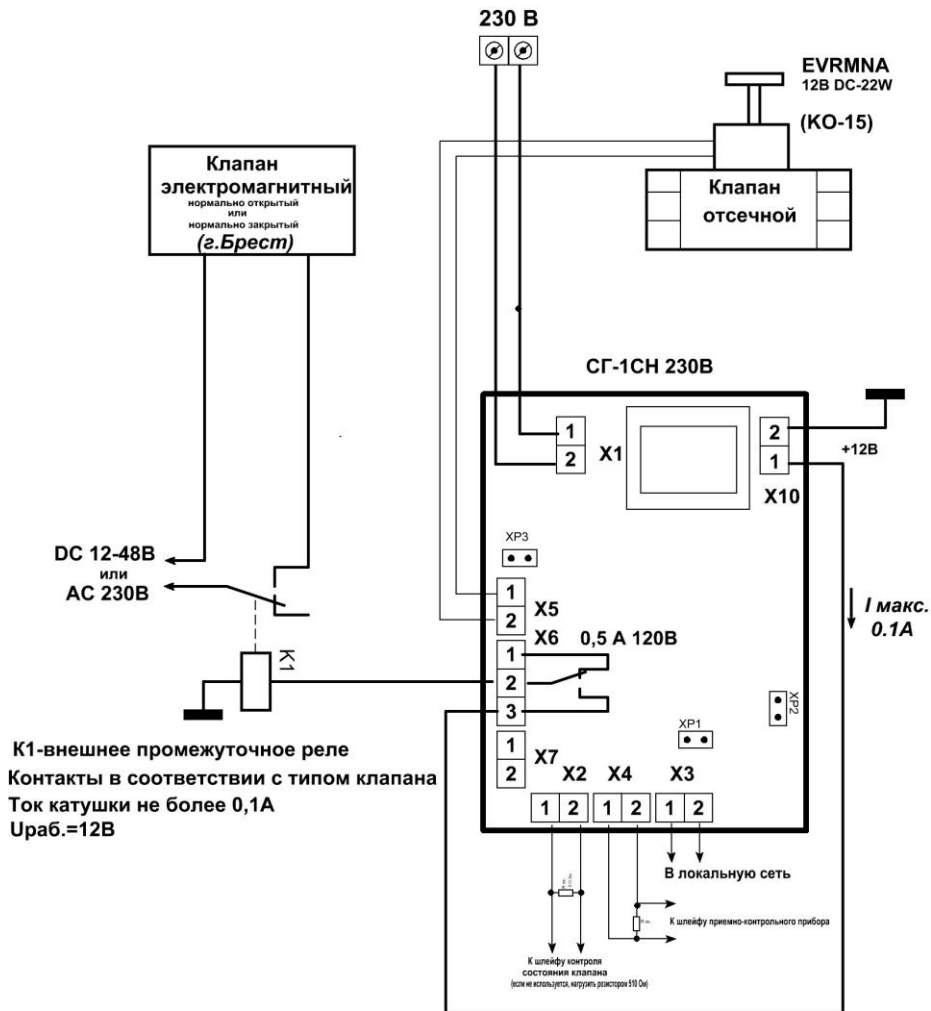 230 В
EVRMNA
12В DC-22W
(КО-15)
Клапан
отсечной
Клапан
электромагнитный
нормально открытый
или
нормально закрытый
(г.Брест)
СГ-1СН 230В
1
2
X1
2
1
+12В
X10
XP3
DC 12-48В
или
AC 230В
1
2
X5
I макс.
0.1А
X6
0,5 А 120В
1
2
3
K1
XP2
XP1
К1-внешнее промежуточное реле
Контакты в соответствии с типом клапана
Ток катушки не более 0,1А
Uраб.=12В
1
2
X7
X2
X4
X3
1 2
1 2
1 2
В локальную сеть
К шлейфу приемно-контрольного прибора
К шлейфу контроля
состояния клапана
(если не используется, нагрузить резистором 510 Ом)